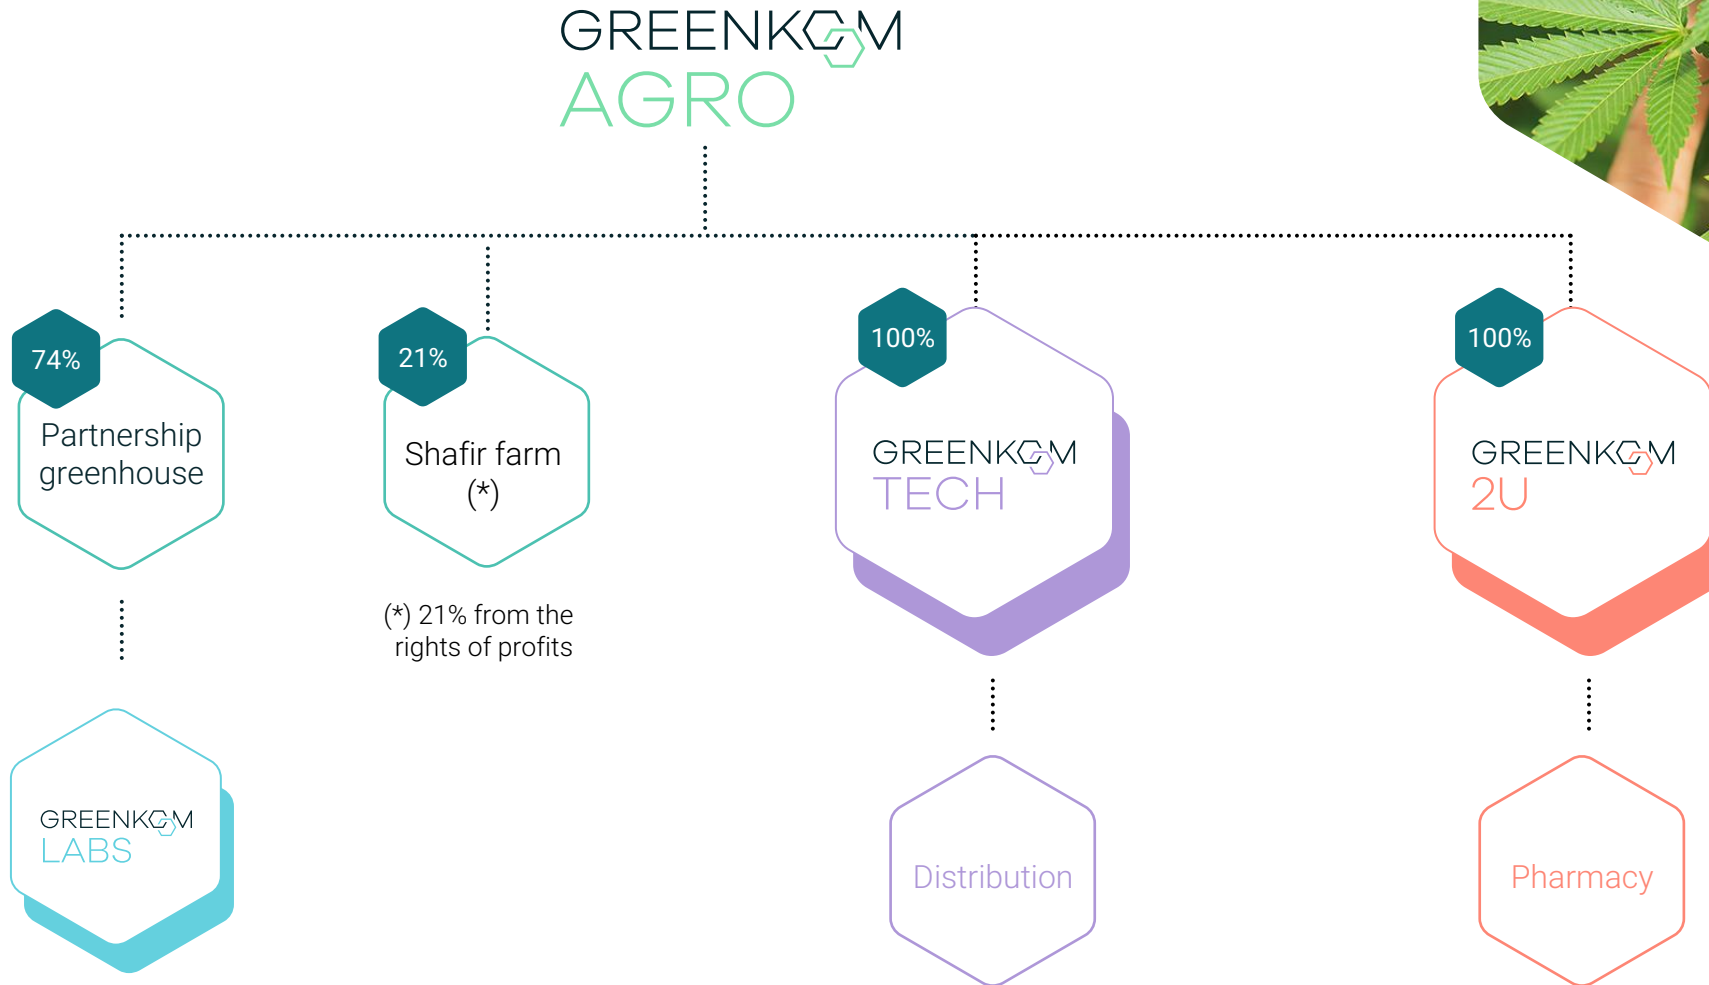 GREENKOM
AGRO
74%
Partnership
greenhouse
21%
Shafir farm
(*)
(*) 21% from the
rights of profits
100%
GREENKOM
TECH
100%
GREENKOM
2U
GREENKOM
LABS
Distribution
Pharmacy